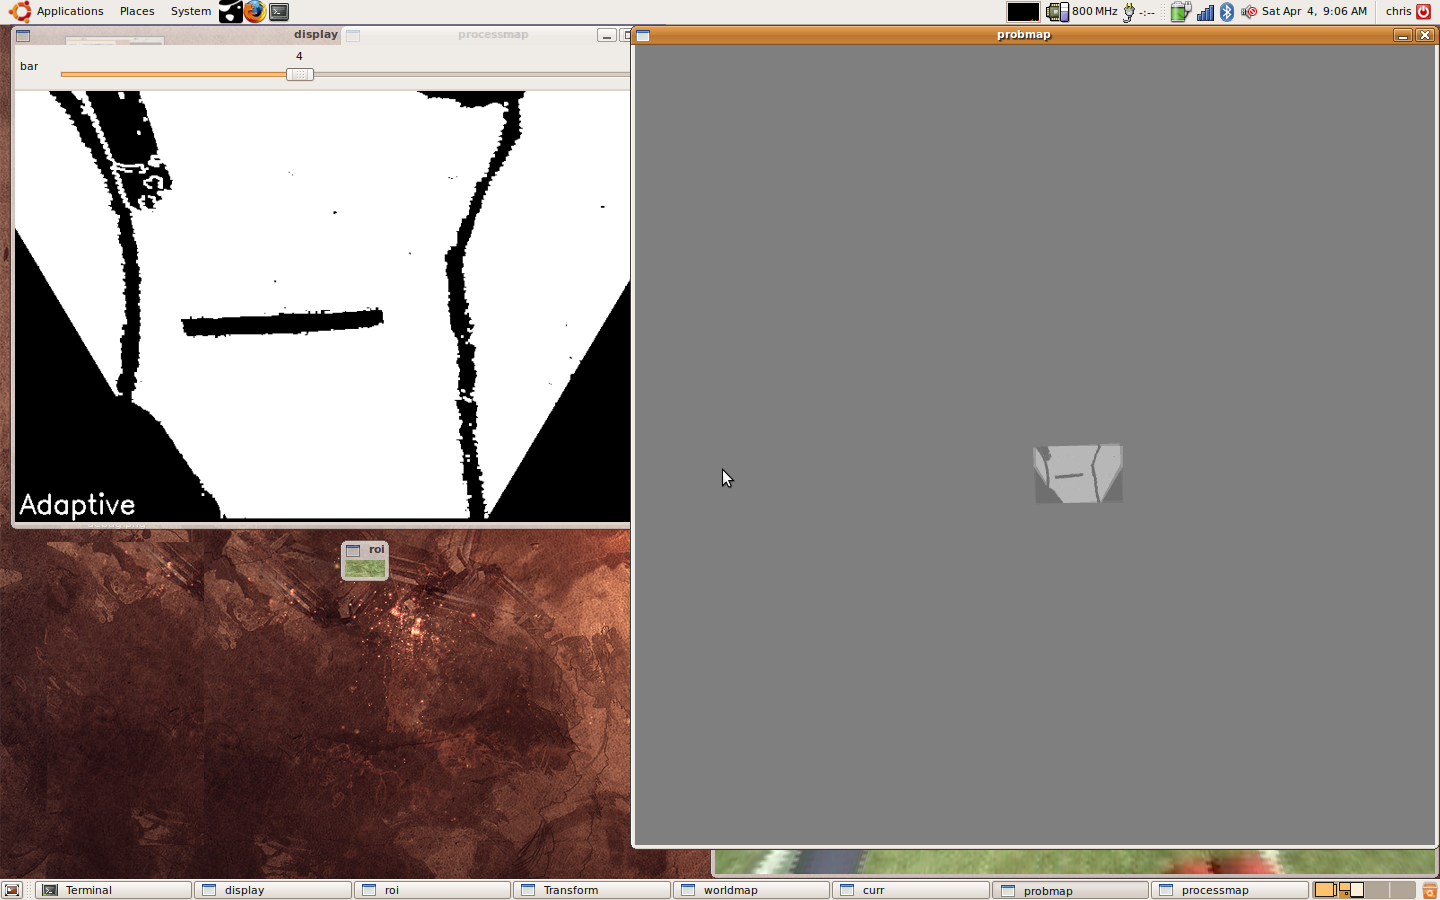 Applications Places System 800 MHz -:-- Sat Apr 4, 9:06 AM chris
display processmap probmap
4
bar
Adaptive
roi
Terminal display roi Transform worldmap curr probmap processmap